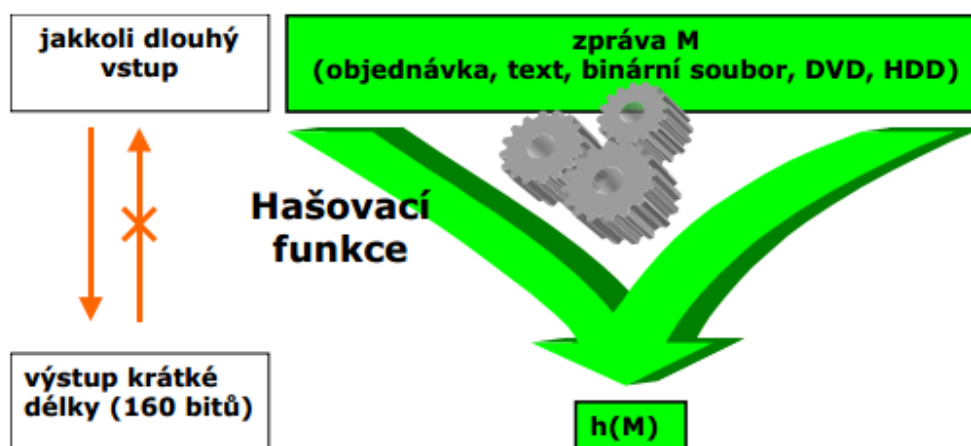 jakkoli dlouhý
vstup
zpráva M
(objednávka, text, binární soubor, DVD, HDD)
Hašovací
funkce
výstup krátké
délky (160 bitů)
h(M)